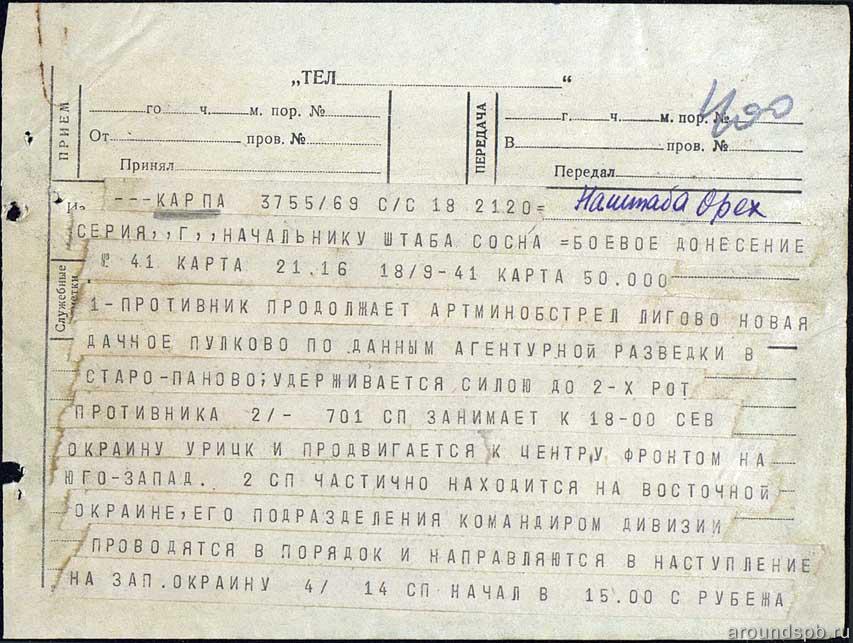 „ТЕЛ“
го ч. м. пор. №
г. ч. м. пор. №
ПРИЕМ
От пров. №
ПЕРЕДАЧА
В пров. №
Принял
Передал
Из
---КАРПА 3755/69 С/С 18 2120=
Наштаба Орех
СЕРИЯ,,Г,,НАЧАЛЬНИКУ ШТАБА СОСНА =БОЕВОЕ ДОНЕСЕНИЕ
№ 41 КАРТА 21.16 18/9-41 КАРТА 50.000
Служебные
1-ПРОТИВНИК ПРОДОЛЖАЕТ АРТМИНОБСТРЕЛ ЛИГОВО НОВАЯ
ДАЧНОЕ ПУЛКОВО ПО ДАННЫМ АГЕНТУРНОЙ РАЗВЕДКИ В
СТАРО-ПАНОВО;УДЕРЖИВАЕТСЯ СИЛОЮ ДО 2-Х РОТ
ПРОТИВНИКА 2/- 701 СП ЗАНИМАЕТ К 18-00 СЕВ
ОКРАИНУ УРИЦК И ПРОДВИГАЕТСЯ К ЦЕНТРУ ФРОНТОМ НА
ЮГО-ЗАПАД. 2 СП ЧАСТИЧНО НАХОДИТСЯ НА ВОСТОЧНОЙ
ОКРАИНЕ,ЕГО ПОДРАЗДЕЛЕНИЯ КОМАНДИРОМ ДИВИЗИИ
ПРОВОДЯТСЯ В ПОРЯДОК И НАПРАВЛЯЮТСЯ В НАСТУПЛЕНИЕ
НА ЗАП.ОКРАИНУ 4/ 14 СП НАЧАЛ В 15.00 С РУБЕЖА
aroundspb.ru